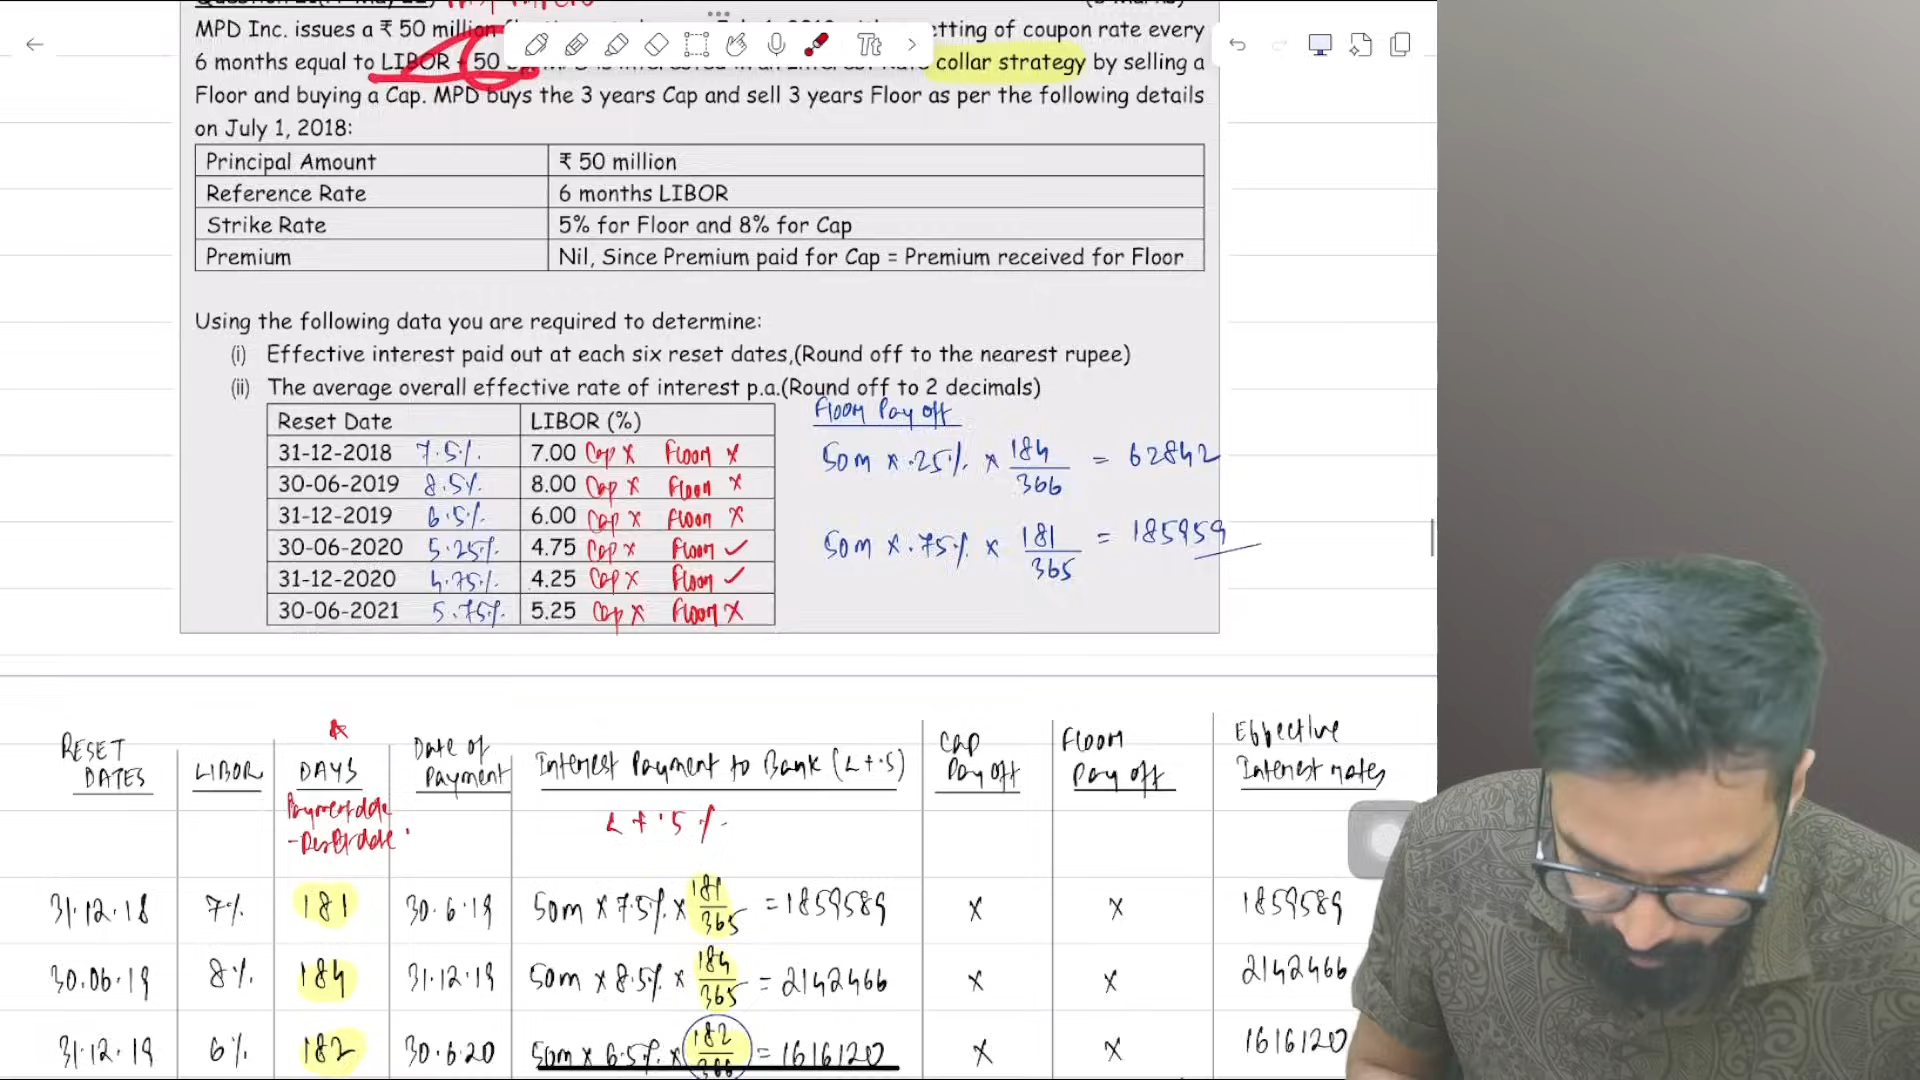 MPD Inc. issues a ₹ 50 million
tting of coupon rate every
6 months equal to LIBOR + 50
collar strategy by selling a
Floor and buying a Cap. MPD buys the 3 years Cap and sell 3 years Floor as per the following details
on July 1, 2018:
Principal Amount ₹ 50 million
Reference Rate 6 months LIBOR
Strike Rate 5% for Floor and 8% for Cap
Premium Nil, Since Premium paid for Cap = Premium received for Floor
Using the following data you are required to determine:
(i) Effective interest paid out at each six reset dates,(Round off to the nearest rupee)
(ii) The average overall effective rate of interest p.a.(Round off to 2 decimals)
Reset Date LIBOR (%)
31-12-2018 7.5% 7.00 Cap x Floor x
30-06-2019 8.5% 8.00 Cap x Floor x
31-12-2019 6.5% 6.00 Cap x Floor x
30-06-2020 5.25% 4.75 Cap x Floor ✓
31-12-2020 4.75% 4.25 Cap x Floor ✓
30-06-2021 5.75% 5.25 Cap x Floor x
Floor Pay off
50m x .25% x 184/366 = 62842
50m x .75% x 181/365 = 185959
RESET DATES LIBOR DAYS Date of Payment Interest Payment to Bank (L+.5) Cap Pay off Floor Pay off Effective Interest rates
Payment date
- Reset date
L + .5%
31.12.18 7% 181 30.6.19 50m x 7.5% x 181/365 = 1859589 x x 1859589
30.06.19 8% 184 31.12.19 50m x 8.5% x 184/365 = 2142466 x x 2142466
31.12.19 6% 182 30.6.20 50m x 6.5% x 182/366 = 1616120 x x 1616120
Tt